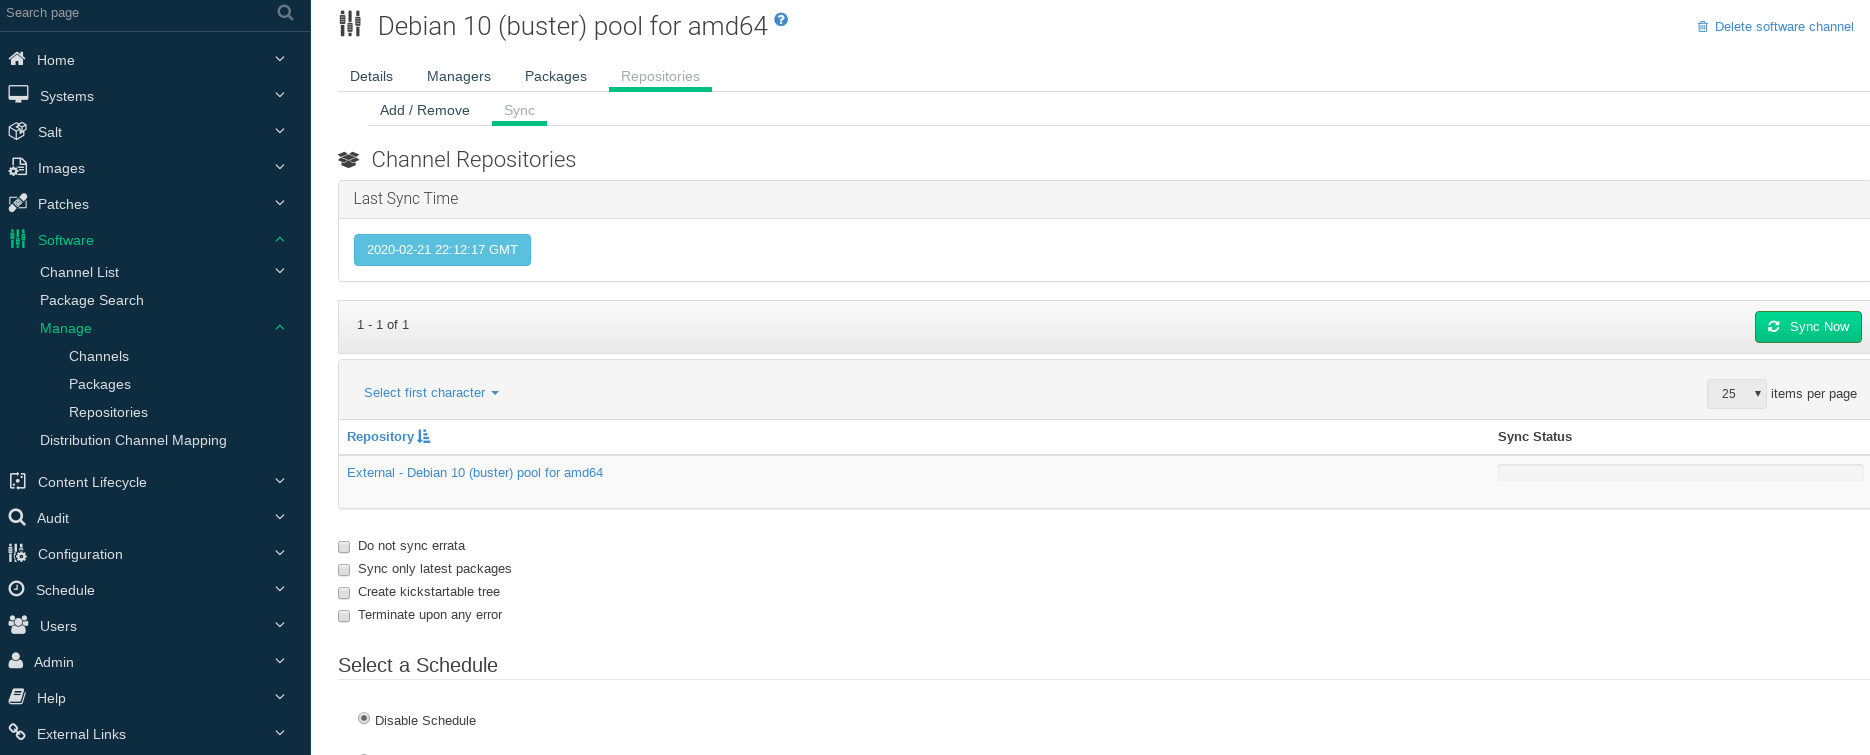 Search page
Home
Systems
Salt
Images
Patches
Software
Channel List
Package Search
Manage
Channels
Packages
Repositories
Distribution Channel Mapping
Content Lifecycle
Audit
Configuration
Schedule
Users
Admin
Help
External Links
Debian 10 (buster) pool for amd64 ?
Delete software channel
Details Managers Packages Repositories
Add / Remove Sync
Channel Repositories
Last Sync Time
2020-02-21 22:12:17 GMT
1 - 1 of 1
Sync Now
Select first character
25 items per page
Repository Sync Status
External - Debian 10 (buster) pool for amd64
Do not sync errata
Sync only latest packages
Create kickstartable tree
Terminate upon any error
Select a Schedule
Disable Schedule